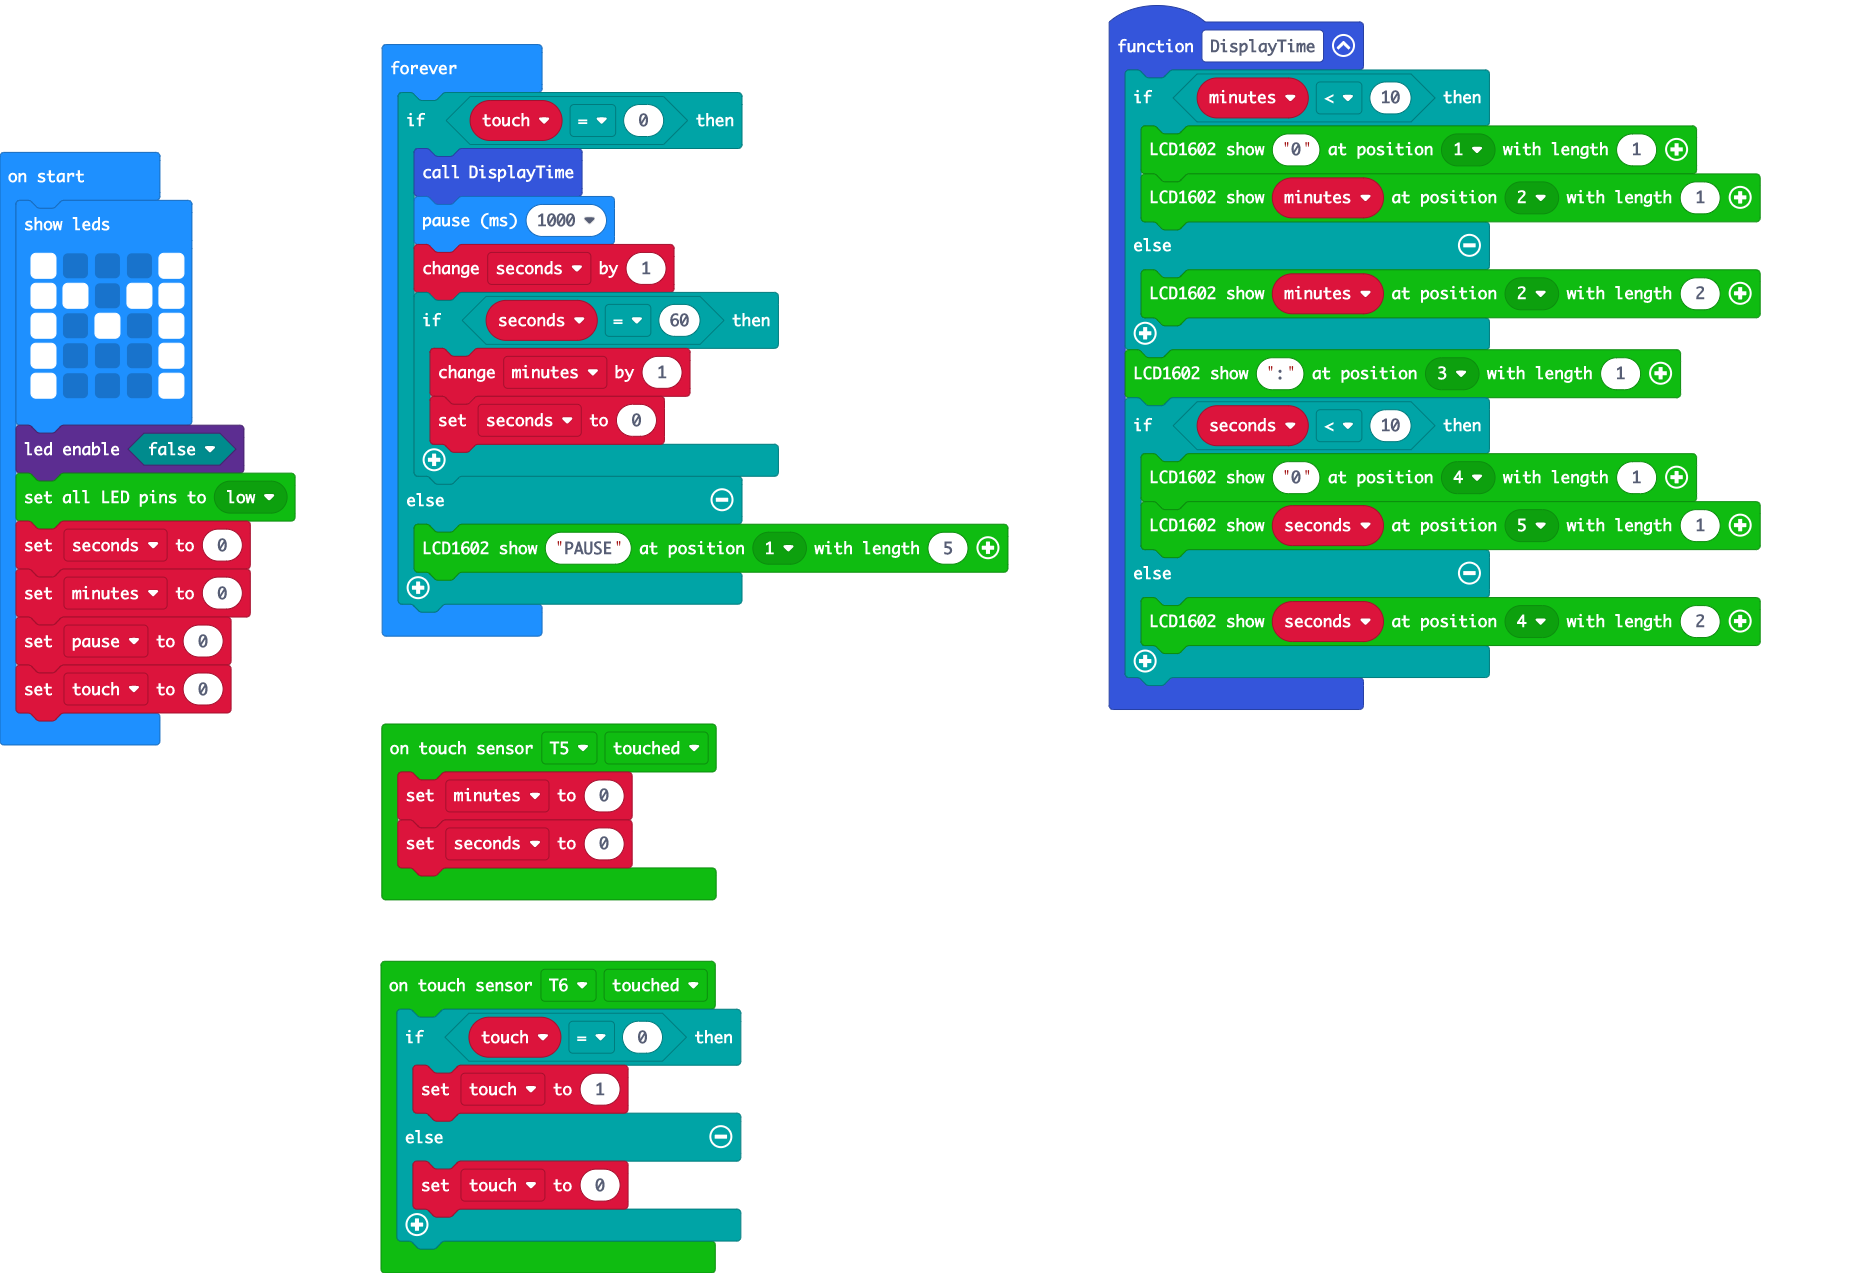 on start
show leds
led enable false
set all LED pins to low
set seconds to 0
set minutes to 0
set pause to 0
set touch to 0
forever
if touch = 0 then
call DisplayTime
pause (ms) 1000
change seconds by 1
if seconds = 60 then
change minutes by 1
set seconds to 0
else
LCD1602 show "PAUSE" at position 1 with length 5
on touch sensor T5 touched
set minutes to 0
set seconds to 0
on touch sensor T6 touched
if touch = 0 then
set touch to 1
else
set touch to 0
function DisplayTime
if minutes < 10 then
LCD1602 show "0" at position 1 with length 1
LCD1602 show minutes at position 2 with length 1
else
LCD1602 show minutes at position 2 with length 2
LCD1602 show ":" at position 3 with length 1
if seconds < 10 then
LCD1602 show "0" at position 4 with length 1
LCD1602 show seconds at position 5 with length 1
else
LCD1602 show seconds at position 4 with length 2